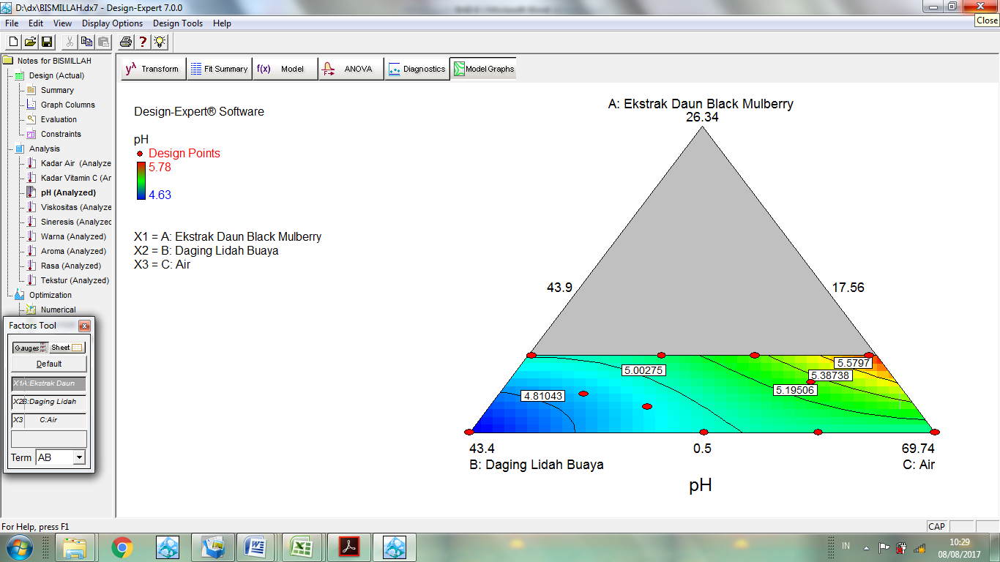 D:\dx\BISMILLAH.dx7 - Design-Expert 7.0.0
Close
File Edit View Display Options Design Tools Help
Notes for BISMILLAH
Design (Actual)
Summary
Graph Columns
Evaluation
Constraints
Analysis
Kadar Air (Analyze
Kadar Vitamin C (Ar
pH (Analyzed)
Viskositas (Analyze
Sineresis (Analyzed
Warna (Analyzed)
Aroma (Analyzed)
Rasa (Analyzed)
Tekstur (Analyzed)
Optimization
Numerical
Factors Tool
Gauges Sheet
Default
X1A:Ekstrak Daun
X2B:Daging Lidah
X3 C:Air
Term AB
yλ Transform Fit Summary f(x) Model F ANOVA Diagnostics Model Graphs
Design-Expert® Software
pH
Design Points
5.78
4.63
X1 = A: Ekstrak Daun Black Mulberry
X2 = B: Daging Lidah Buaya
X3 = C: Air
A: Ekstrak Daun Black Mulberry
26.34
43.9 17.56
5.5797
5.00275
5.38738
5.19506
4.81043
43.4 0.5 69.74
B: Daging Lidah Buaya C: Air
pH
For Help, press F1 CAP
IN 10:29
08/08/2017